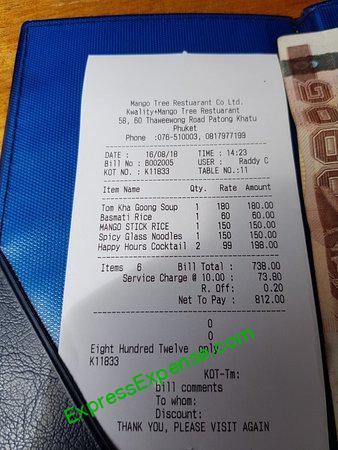 Mango Tree Restuarant Co Ltd.
Kwality+Mango Tree Restuarant
58, 60 Thaweewong Road Patong Khatu
Phuket
Phone :076-510003, 0817977199
DATE : 16/08/18 TIME : 14:23
Bill No : B002005 USER : Raddy C
KOT NO. : K11833 TABLE NO.:11
Item Name Qty. Rate Amount
Tom Kha Goong Soup 1 180 180.00
Basmati Rice 1 60 60.00
MANGO STICK RICE 1 150 150.00
Spicy Glass Noodles 1 150 150.00
Happy Hours Cocktail 2 99 198.00
Items 6 Bill Total : 738.00
Service Charge @ 10.00 : 73.80
R. Off: 0.20
Net To Pay : 812.00
0
0
Eight Hundred Twelve only
K11833
KOT-Tm:
bill comments
To whom:
Discount:
THANK YOU, PLEASE VISIT AGAIN
ExpressExpense.com